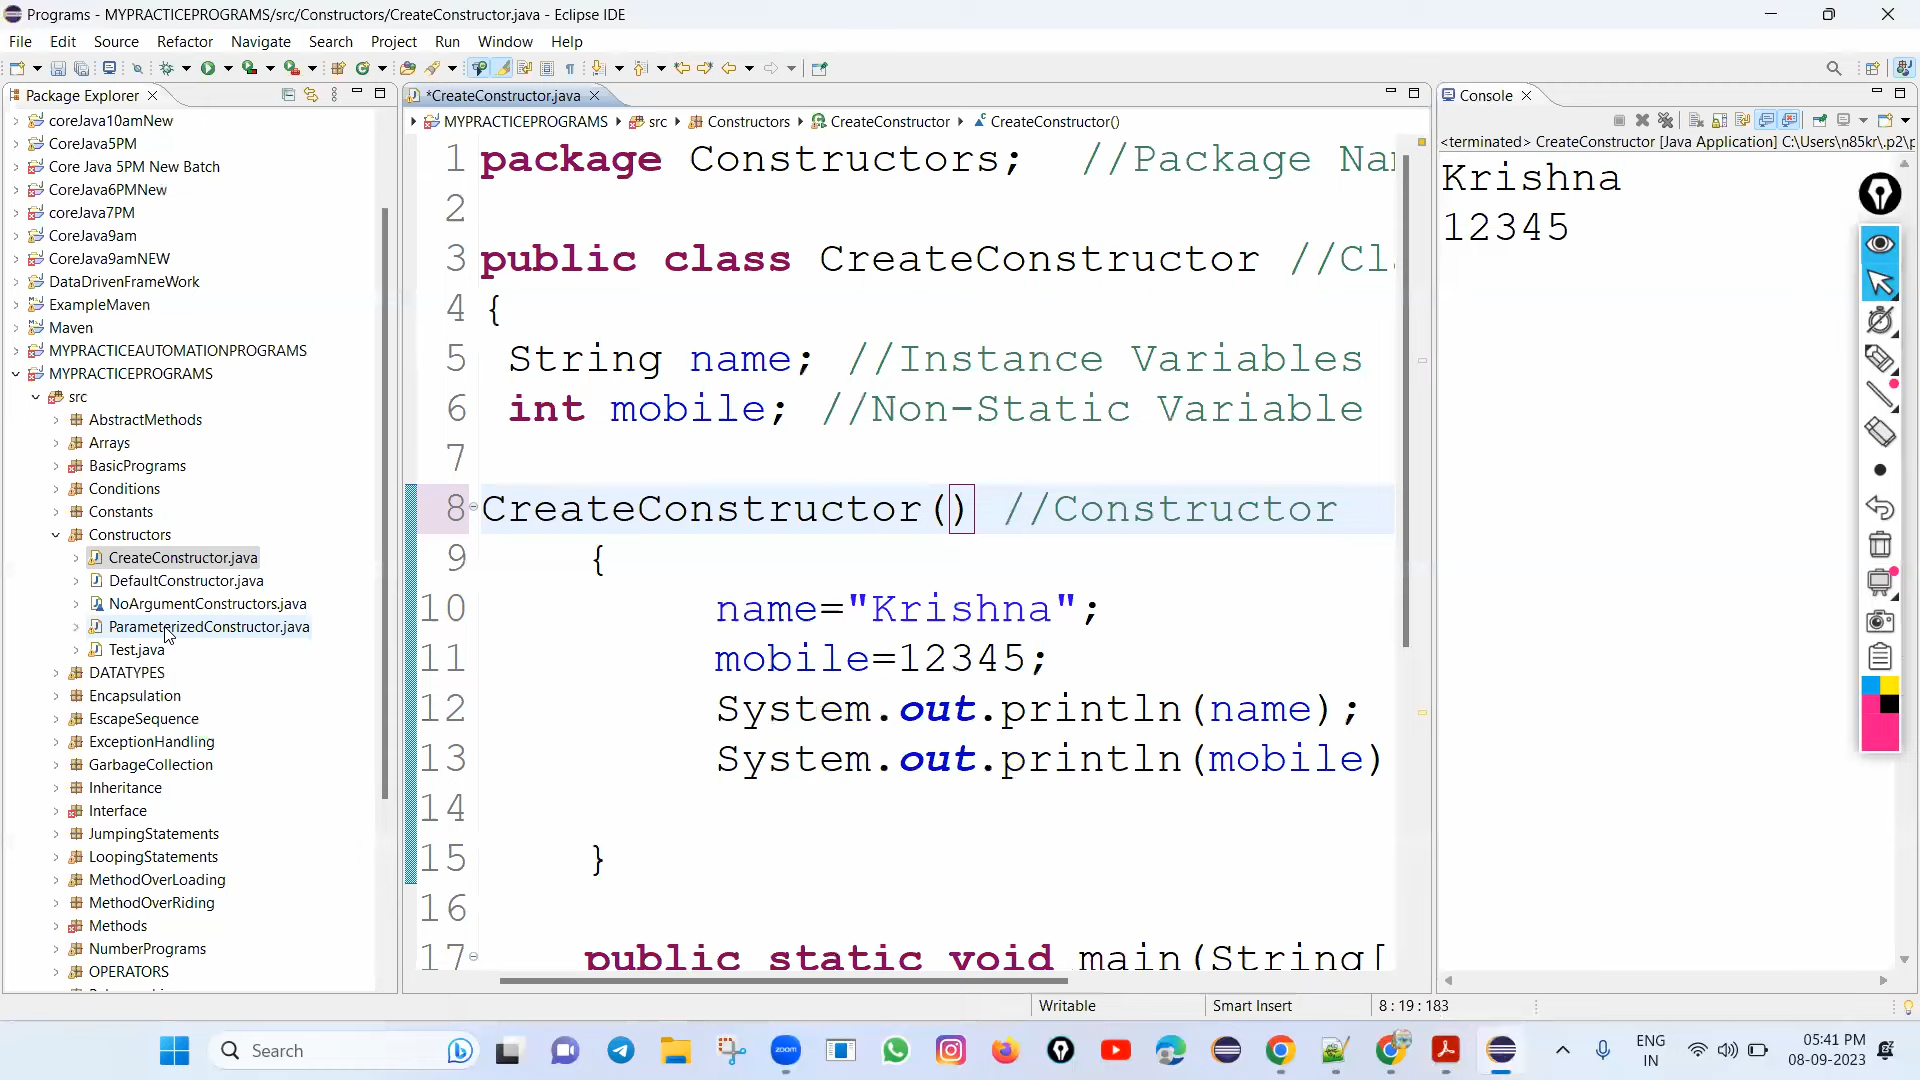 Programs - MYPRACTICEPROGRAMS/src/Constructors/CreateConstructor.java - Eclipse IDE
File Edit Source Refactor Navigate Search Project Run Window Help
Package Explorer
coreJava10amNew
CoreJava5PM
Core Java 5PM New Batch
CoreJava6PMNew
coreJava7PM
CoreJava9am
CoreJava9amNEW
DataDrivenFrameWork
ExampleMaven
Maven
MYPRACTICEAUTOMATIONPROGRAMS
MYPRACTICEPROGRAMS
src
AbstractMethods
Arrays
BasicPrograms
Conditions
Constants
Constructors
CreateConstructor.java
DefaultConstructor.java
NoArgumentConstructors.java
ParameterizedConstructor.java
Test.java
DATATYPES
Encapsulation
EscapeSequence
ExceptionHandling
GarbageCollection
Inheritance
Interface
JumpingStatements
LoopingStatements
MethodOverLoading
MethodOverRiding
Methods
NumberPrograms
OPERATORS
*CreateConstructor.java
MYPRACTICEPROGRAMS src Constructors CreateConstructor CreateConstructor()
1 package Constructors; //Package Na
2
3 public class CreateConstructor //Cl
4 {
5 String name; //Instance Variables
6 int mobile; //Non-Static Variable
7
8 CreateConstructor() //Constructor
9 {
10 name="Krishna";
11 mobile=12345;
12 System.out.println(name);
13 System.out.println(mobile)
14
15 }
16
17 public static void main(String[
Console
<terminated> CreateConstructor [Java Application] C:\Users\n85kr\.p2\p
Krishna
12345
Writable Smart Insert 8 : 19 : 183
Search
zoom
ENG
IN
05:41 PM
08-09-2023